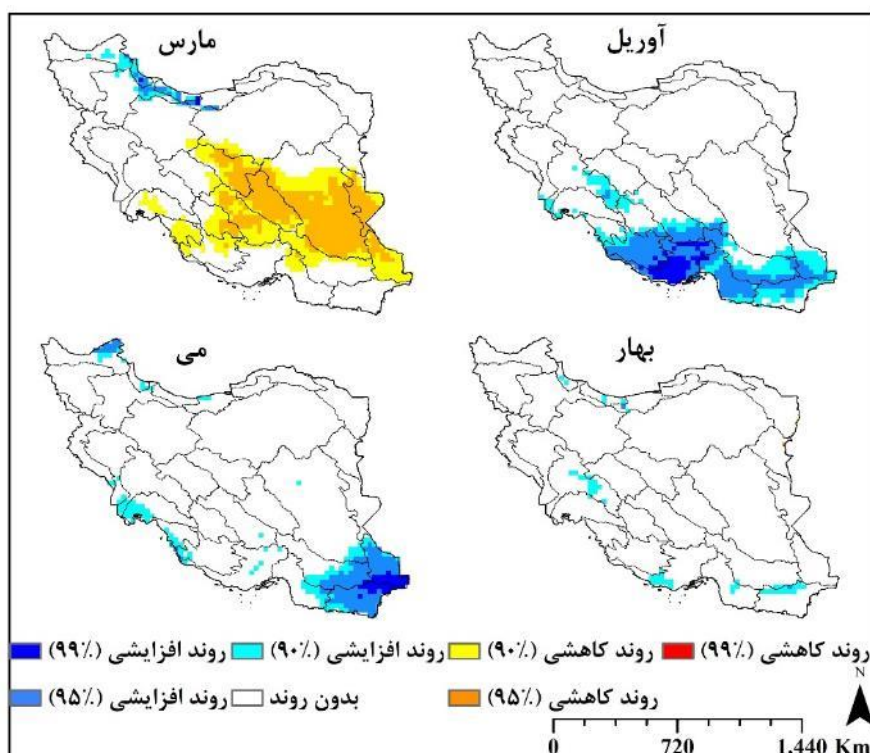 آوریل
مارس
بهار
می
روند کاهشی (۹۹٪)
روند کاهشی (۹۰٪)
روند افزایشی (۹۰٪)
روند افزایشی (۹۹٪)
روند کاهشی (۹۵٪)
بدون روند
روند افزایشی (۹۵٪)
N
0 720 1,440 Km